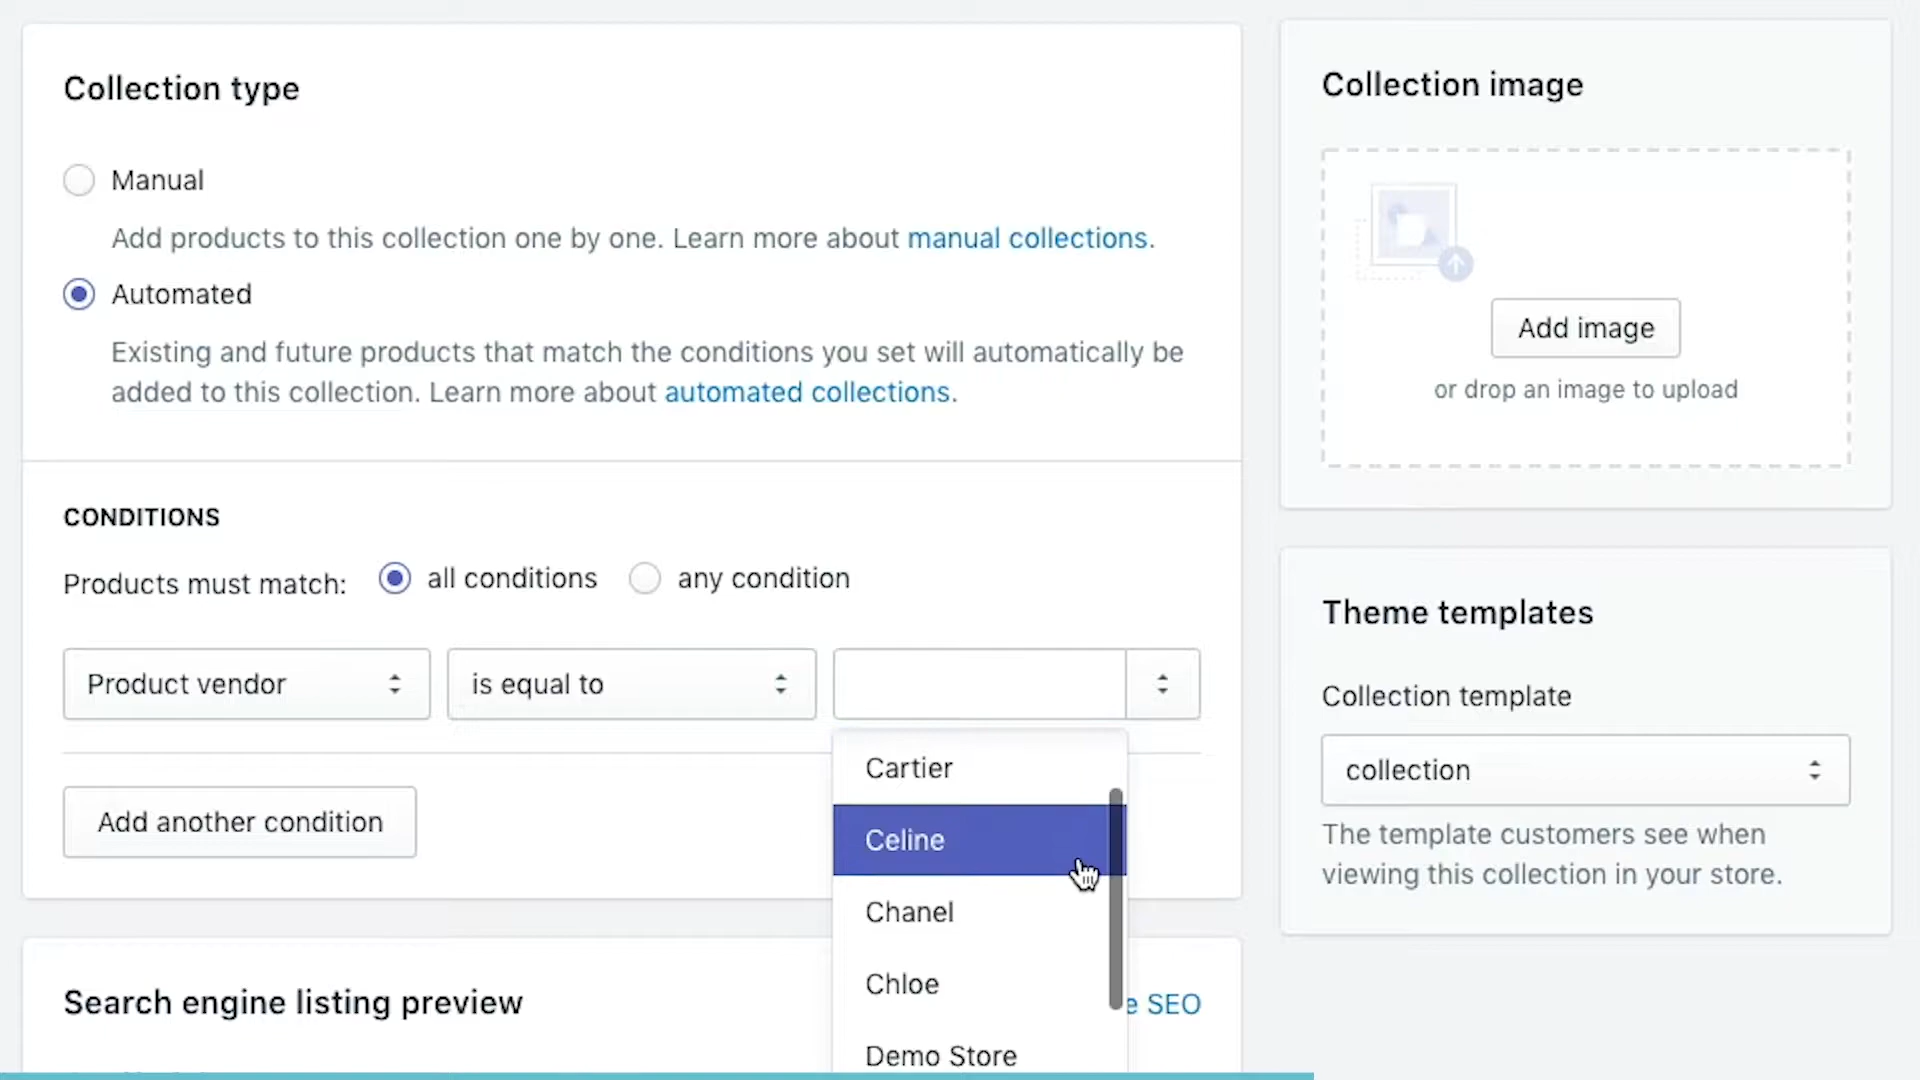 Collection type
Manual
Add products to this collection one by one. Learn more about manual collections.
Automated
Existing and future products that match the conditions you set will automatically be
added to this collection. Learn more about automated collections.
CONDITIONS
Products must match:
all conditions
any condition
Product vendor
is equal to
Cartier
Celine
Chanel
Chloe
Demo Store
Add another condition
Search engine listing preview
SEO
Collection image
Add image
or drop an image to upload
Theme templates
Collection template
collection
The template customers see when
viewing this collection in your store.